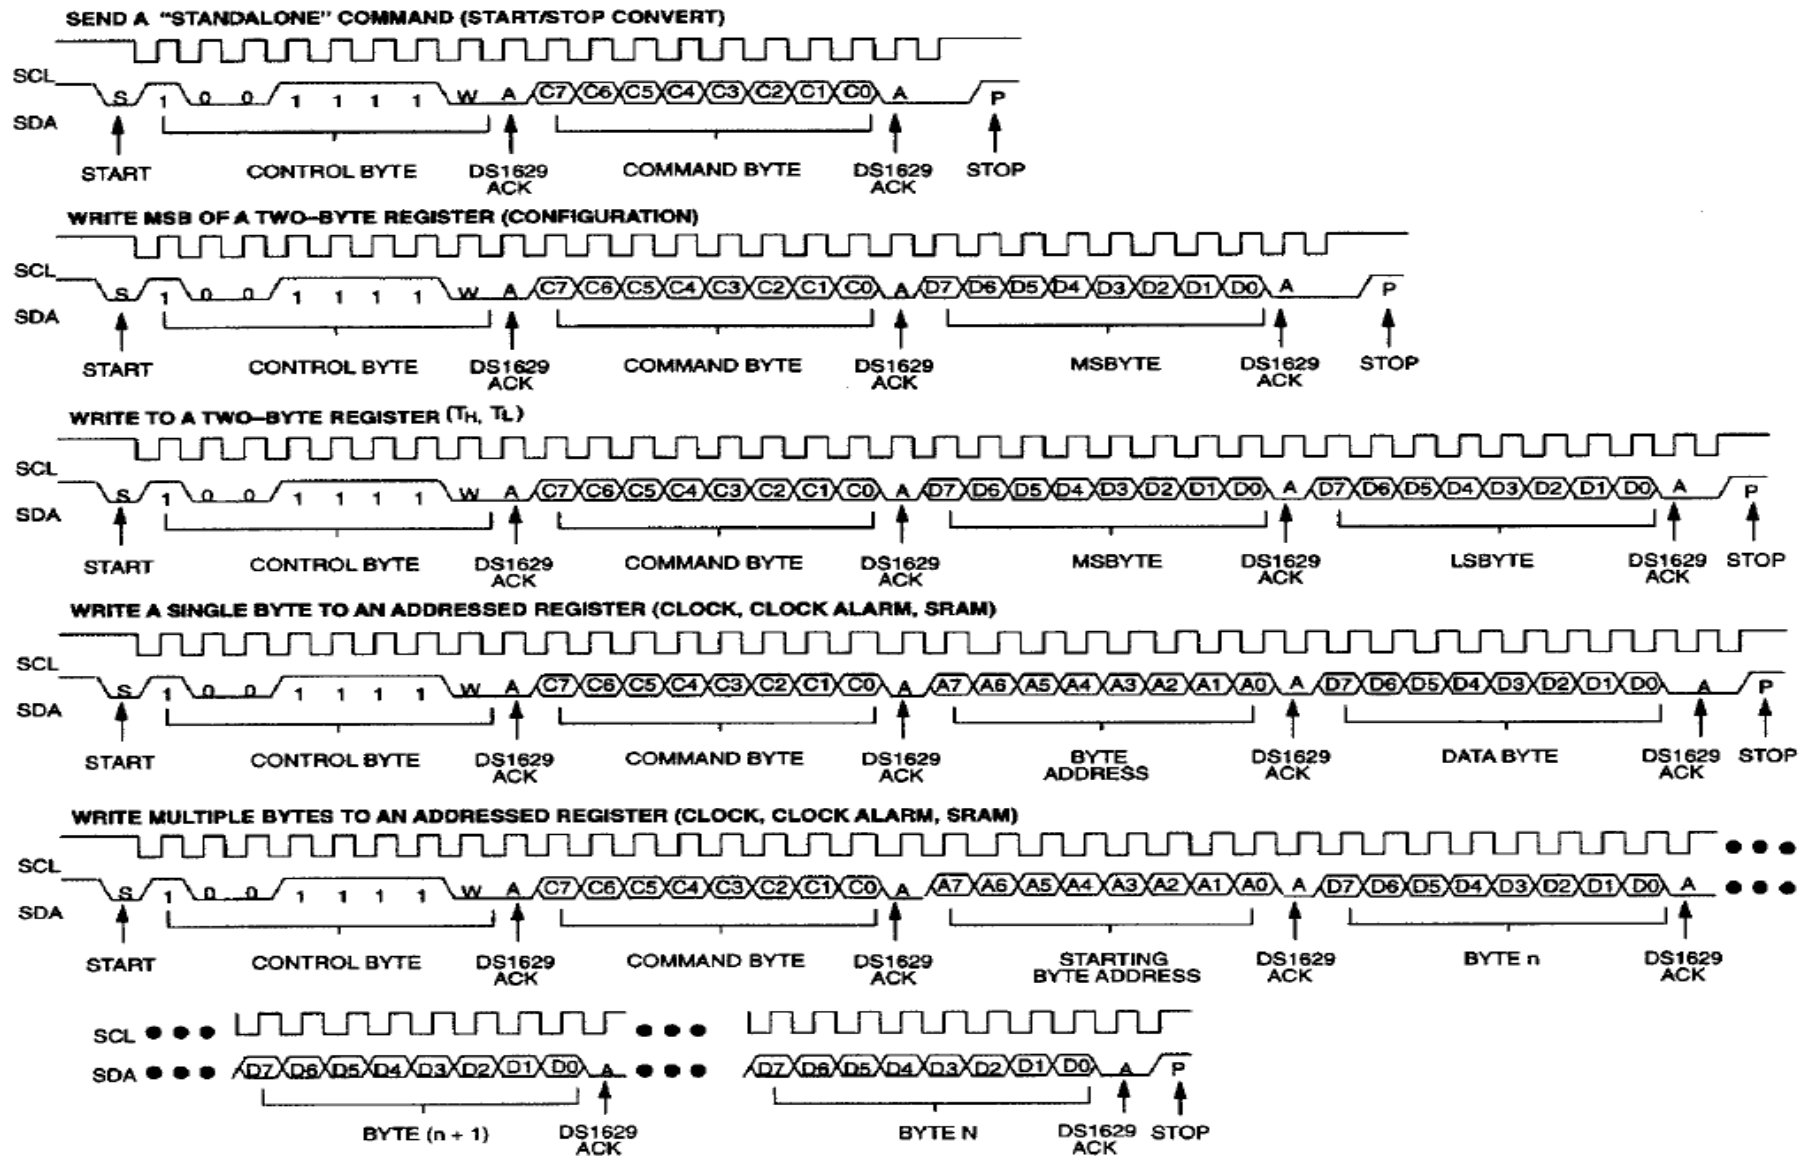 SEND A “STANDALONE” COMMAND (START/STOP CONVERT)
SCL
S 1 0 0 1 1 1 1 W A C7 C6 C5 C4 C3 C2 C1 C0 A P
SDA
START CONTROL BYTE DS1629 COMMAND BYTE DS1629 STOP
ACK ACK
WRITE MSB OF A TWO–BYTE REGISTER (CONFIGURATION)
SCL
S 1 0 0 1 1 1 1 W A C7 C6 C5 C4 C3 C2 C1 C0 A D7 D6 D5 D4 D3 D2 D1 D0 A P
SDA
START CONTROL BYTE DS1629 COMMAND BYTE DS1629 MSBYTE DS1629 STOP
ACK ACK ACK
WRITE TO A TWO–BYTE REGISTER (TH, TL)
SCL
S 1 0 0 1 1 1 1 W A C7 C6 C5 C4 C3 C2 C1 C0 A D7 D6 D5 D4 D3 D2 D1 D0 A D7 D6 D5 D4 D3 D2 D1 D0 A P
SDA
START CONTROL BYTE DS1629 COMMAND BYTE DS1629 MSBYTE DS1629 LSBYTE DS1629 STOP
ACK ACK ACK ACK
WRITE A SINGLE BYTE TO AN ADDRESSED REGISTER (CLOCK, CLOCK ALARM, SRAM)
SCL
S 1 0 0 1 1 1 1 W A C7 C6 C5 C4 C3 C2 C1 C0 A A7 A6 A5 A4 A3 A2 A1 A0 A D7 D6 D5 D4 D3 D2 D1 D0 A P
SDA
START CONTROL BYTE DS1629 COMMAND BYTE DS1629 BYTE DS1629 DATA BYTE DS1629 STOP
ACK ACK ADDRESS ACK ACK
WRITE MULTIPLE BYTES TO AN ADDRESSED REGISTER (CLOCK, CLOCK ALARM, SRAM)
SCL
S 1 0 0 1 1 1 1 W A C7 C6 C5 C4 C3 C2 C1 C0 A A7 A6 A5 A4 A3 A2 A1 A0 A D7 D6 D5 D4 D3 D2 D1 D0 A
SDA
START CONTROL BYTE DS1629 COMMAND BYTE DS1629 STARTING DS1629 BYTE n DS1629
ACK ACK BYTE ADDRESS ACK ACK
SCL
SDA D7 D6 D5 D4 D3 D2 D1 D0 A D7 D6 D5 D4 D3 D2 D1 D0 A P
BYTE (n + 1) DS1629 BYTE N DS1629 STOP
ACK ACK